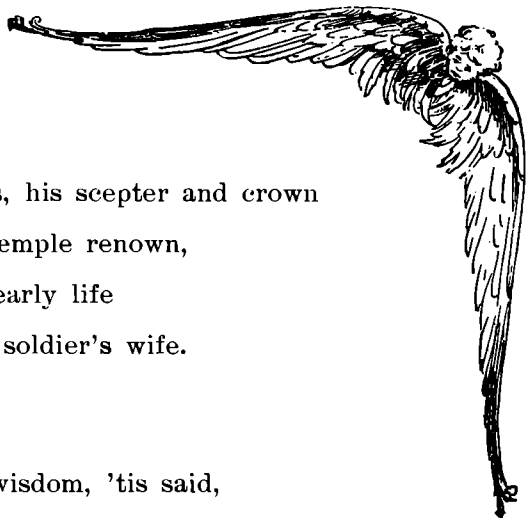 , his scepter and crown
emple renown,
early life
soldier's wife.
wisdom, 'tis said,